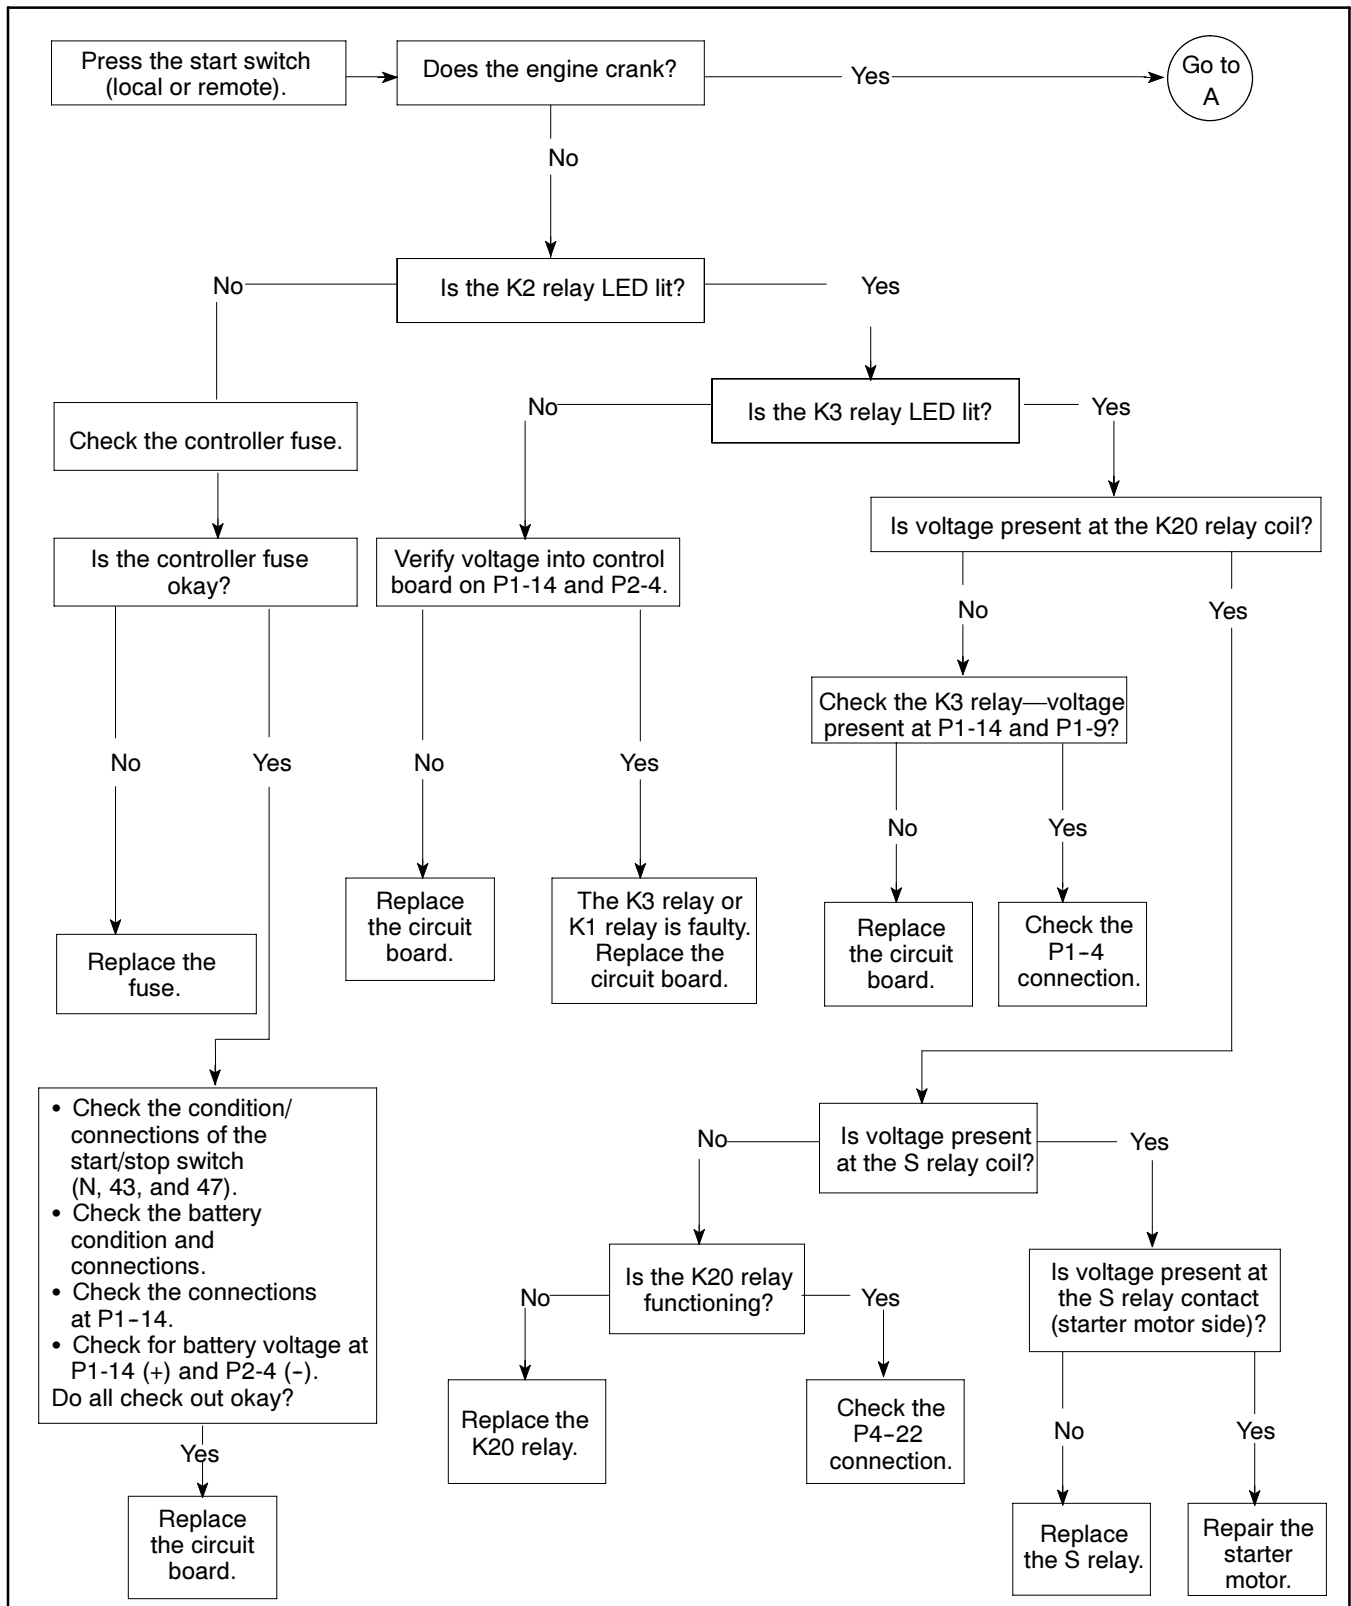 Press the start switch
(local or remote).
Does the engine crank?
Yes
Go to
A
No
Is the K2 relay LED lit?
No
Yes
Is the K3 relay LED lit?
No
Yes
Check the controller fuse.
Is voltage present at the K20 relay coil?
Is the controller fuse
okay?
Verify voltage into control
board on P1-14 and P2-4.
No
Yes
Check the K3 relay—voltage
present at P1-14 and P1-9?
No
Yes
No
Yes
No
Yes
Replace
the circuit
board.
The K3 relay or
K1 relay is faulty.
Replace the
circuit board.
Replace
the circuit
board.
Check the
P1-4
connection.
Replace the
fuse.
• Check the condition/
connections of the
start/stop switch
(N, 43, and 47).
• Check the battery
condition and
connections.
• Check the connections
at P1-14.
• Check for battery voltage at
P1-14 (+) and P2-4 (-).
Do all check out okay?
Yes
Replace
the circuit
board.
Is voltage present
at the S relay coil?
No
Yes
Is the K20 relay
functioning?
No
Yes
Is voltage present at
the S relay contact
(starter motor side)?
Replace the
K20 relay.
Check the
P4-22
connection.
No
Yes
Replace
the S relay.
Repair the
starter
motor.